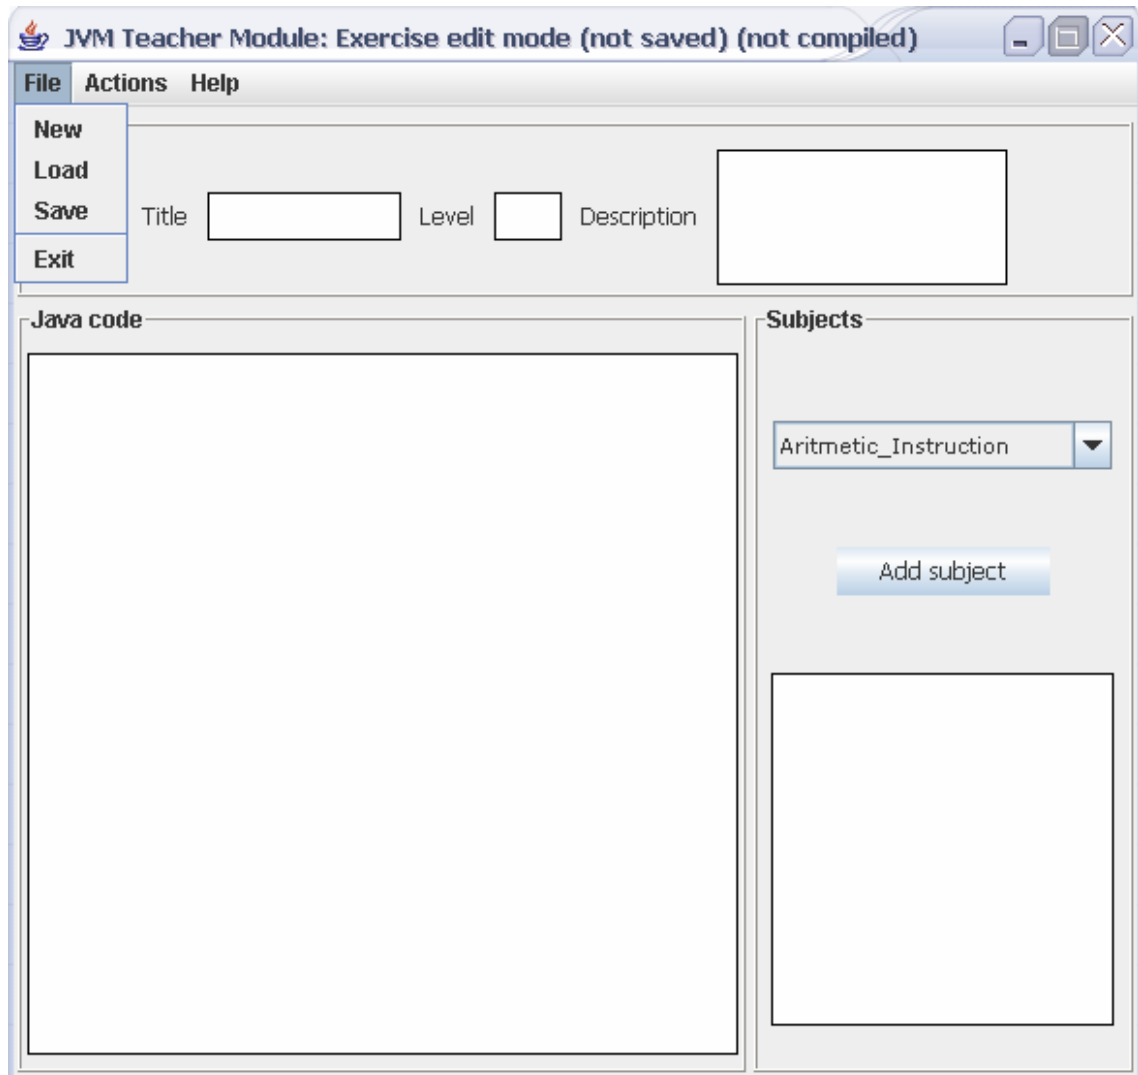 JVM Teacher Module: Exercise edit mode (not saved) (not compiled)
File Actions Help
New
Load
Save
Exit
Title Level Description
Java code
Subjects
Aritmetic_Instruction
Add subject